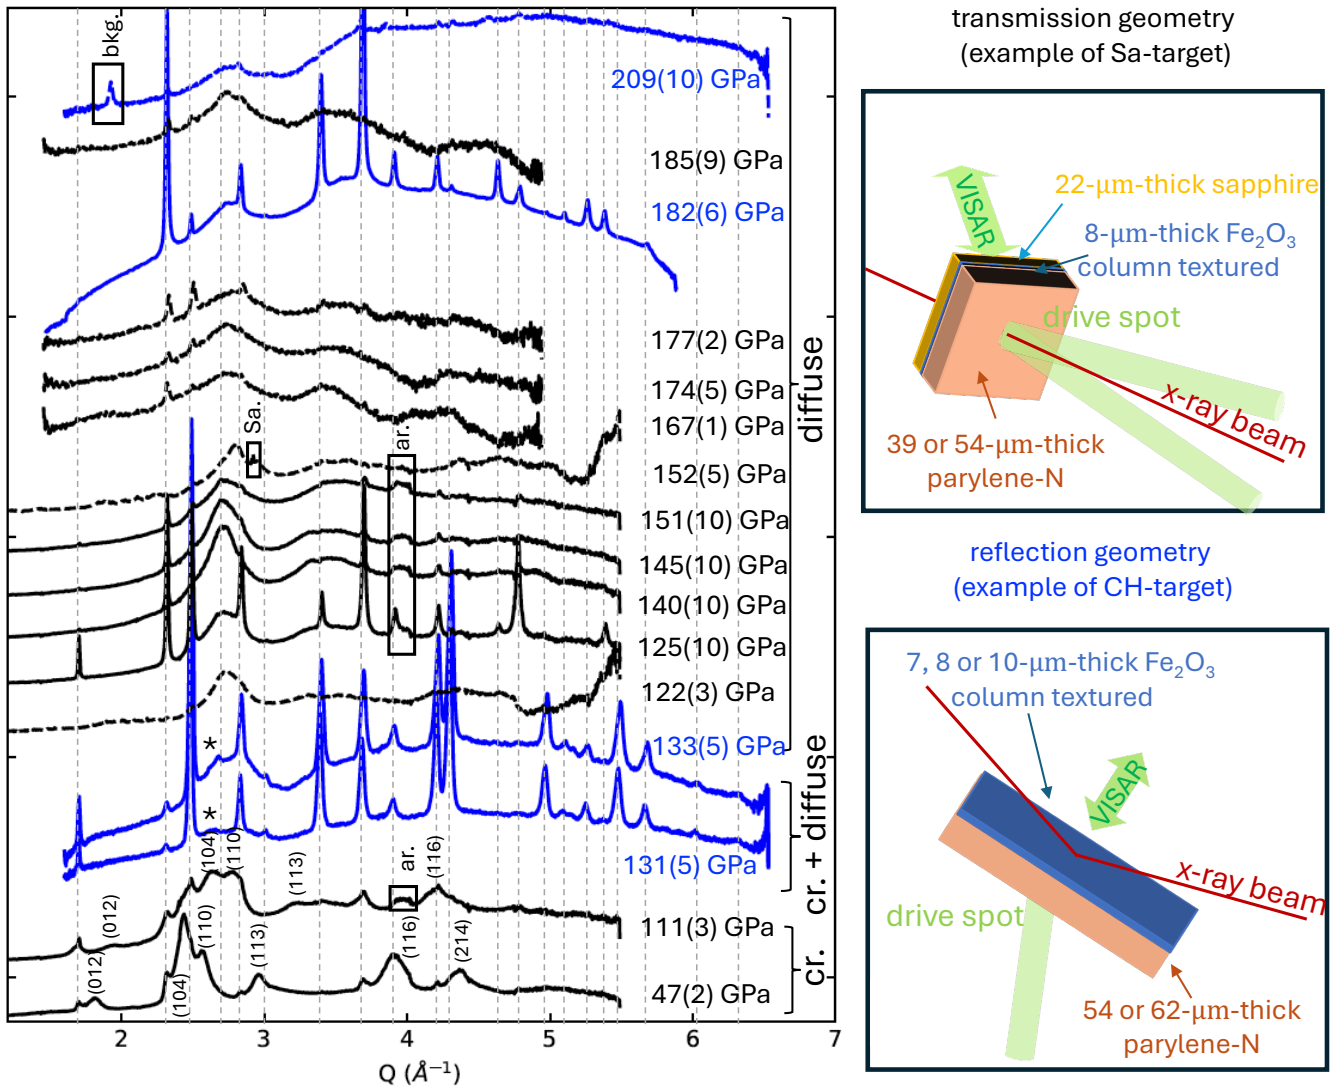 bkg.
209(10) GPa
185(9) GPa
182(6) GPa
177(2) GPa
174(5) GPa
167(1) GPa
Sa.
ar.
152(5) GPa
151(10) GPa
145(10) GPa
140(10) GPa
125(10) GPa
122(3) GPa
*
133(5) GPa
*
131(5) GPa
(104)
(110)
(113)
ar.
(116)
(012)
111(3) GPa
(012)
(104)
(110)
(113)
(116)
(214)
47(2) GPa
diffuse
cr. + diffuse
cr.
2 3 4 5 6 7
Q (Å⁻¹)
transmission geometry
(example of Sa-target)
VISAR
22-μm-thick sapphire
8-μm-thick Fe₂O₃
column textured
drive spot
x-ray beam
39 or 54-μm-thick
parylene-N
reflection geometry
(example of CH-target)
7, 8 or 10-μm-thick Fe₂O₃
column textured
VISAR
x-ray beam
drive spot
54 or 62-μm-thick
parylene-N